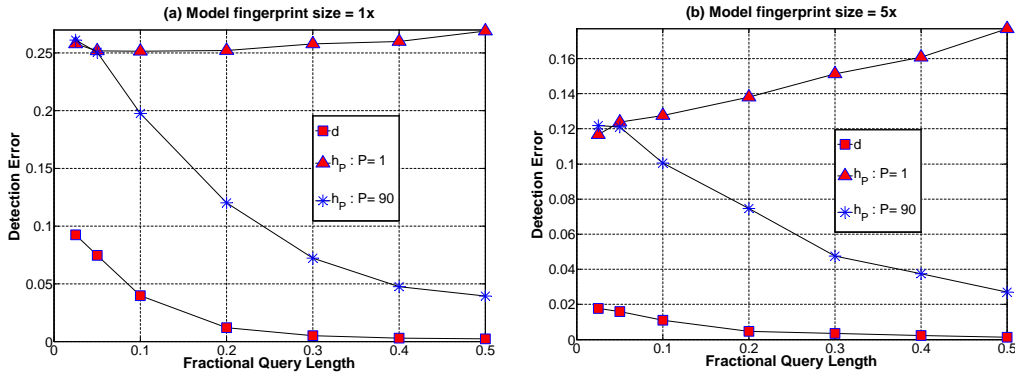 (a) Model fingerprint size = 1x
0.25
0.2
0.15
0.1
0.05
0
0
0.1
0.2
0.3
0.4
0.5
Detection Error
Fractional Query Length
d
h_P : P= 1
h_P : P= 90
(b) Model fingerprint size = 5x
0.16
0.14
0.12
0.1
0.08
0.06
0.04
0.02
0
0
0.1
0.2
0.3
0.4
0.5
Detection Error
Fractional Query Length
d
h_P : P= 1
h_P : P= 90